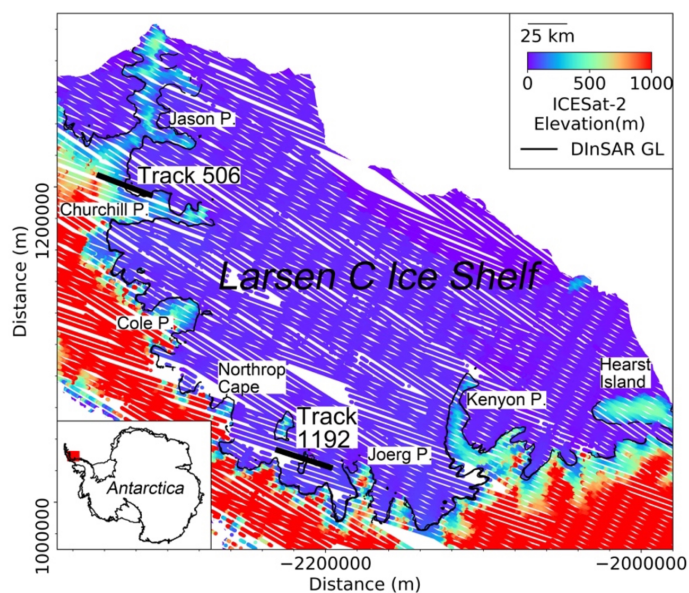 25 km
0 500 1000
ICESat-2
Elevation(m)
DInSAR GL
Jason P.
Track 506
Churchill P.
Larsen C Ice Shelf
Cole P.
Northrop
Cape
Hearst
Island
Kenyon P.
Track
1192
Joerg P
Antarctica
1200000
1000000
Distance (m)
−2200000
−2000000
Distance (m)